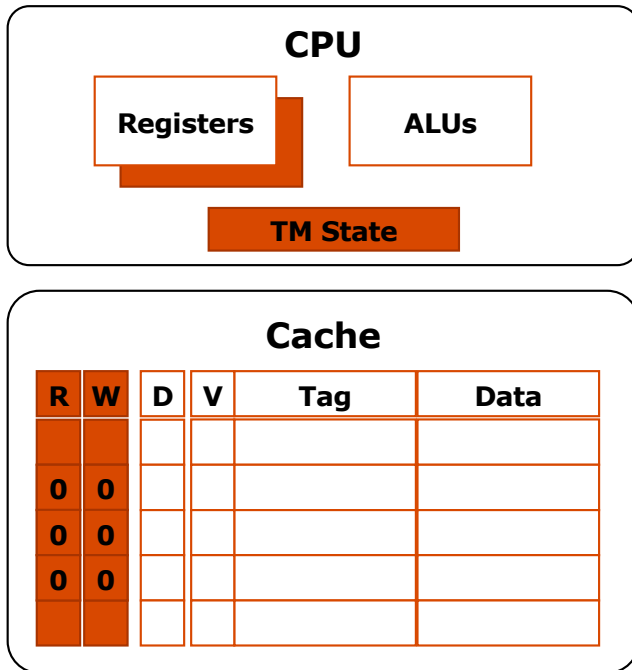 CPU
Registers ALUs
TM State
Cache
R W D V Tag Data
0 0
0 0
0 0